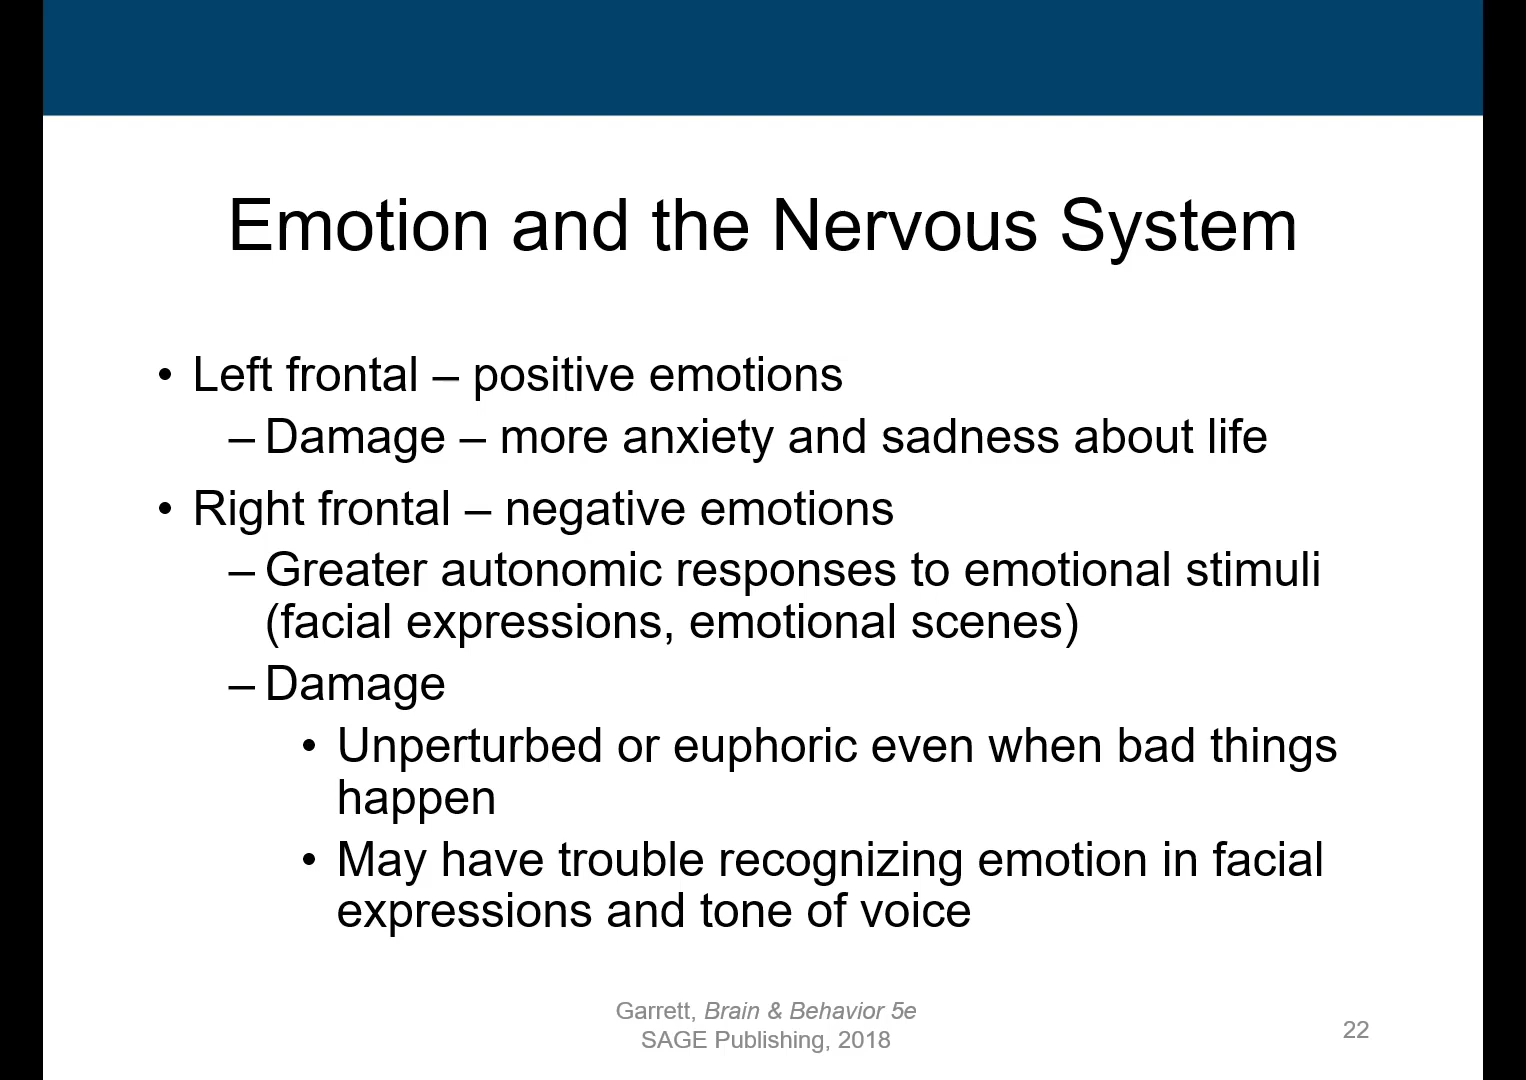 Emotion and the Nervous System
• Left frontal – positive emotions
– Damage – more anxiety and sadness about life
• Right frontal – negative emotions
– Greater autonomic responses to emotional stimuli
(facial expressions, emotional scenes)
– Damage
• Unperturbed or euphoric even when bad things
happen
• May have trouble recognizing emotion in facial
expressions and tone of voice
Garrett, Brain & Behavior 5e
SAGE Publishing, 2018
22